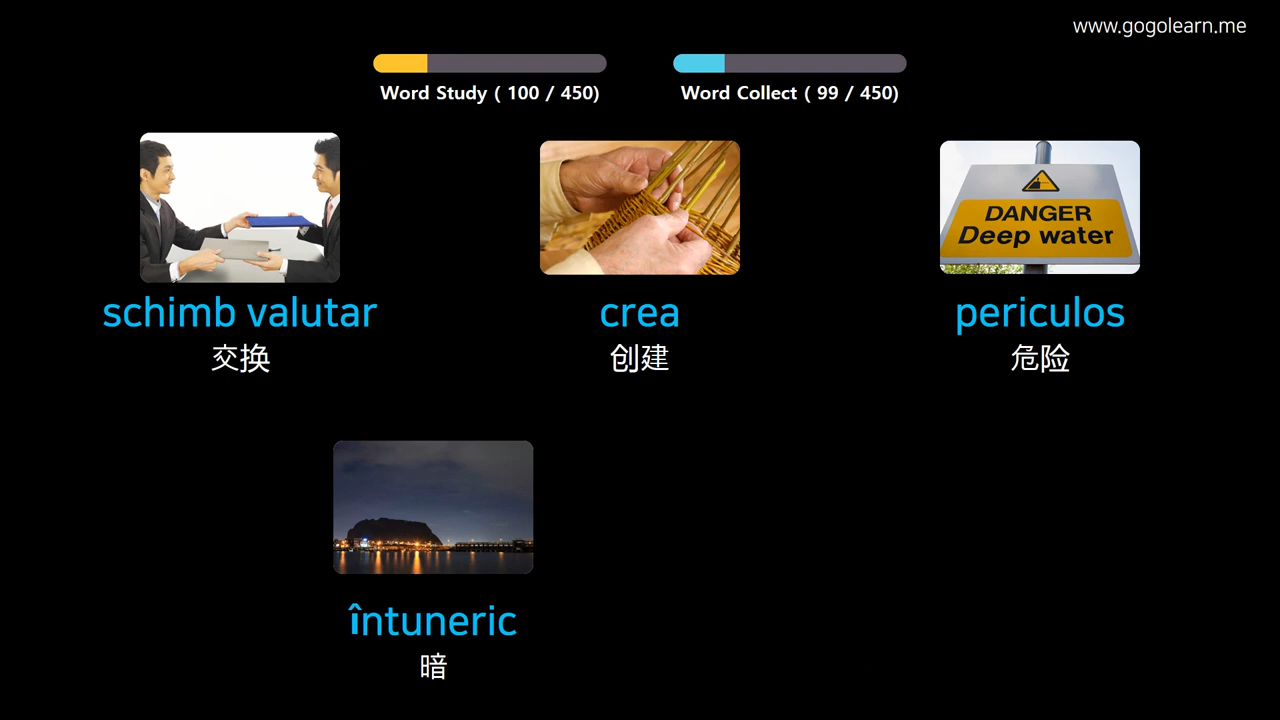 www.gogolearn.me
Word Study ( 100 / 450)
Word Collect ( 99 / 450)
DANGER
Deep water
schimb valutar
crea
periculos
交换
创建
危险
întuneric
暗